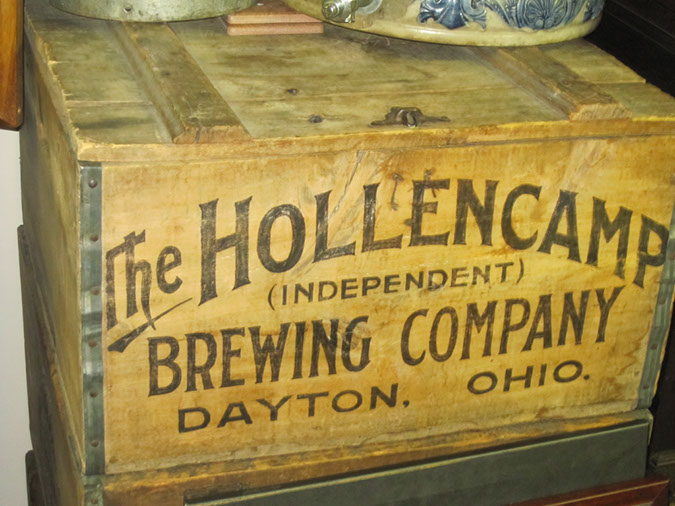 The HOLLENCAMP
(INDEPENDENT)
BREWING COMPANY
DAYTON, OHIO.